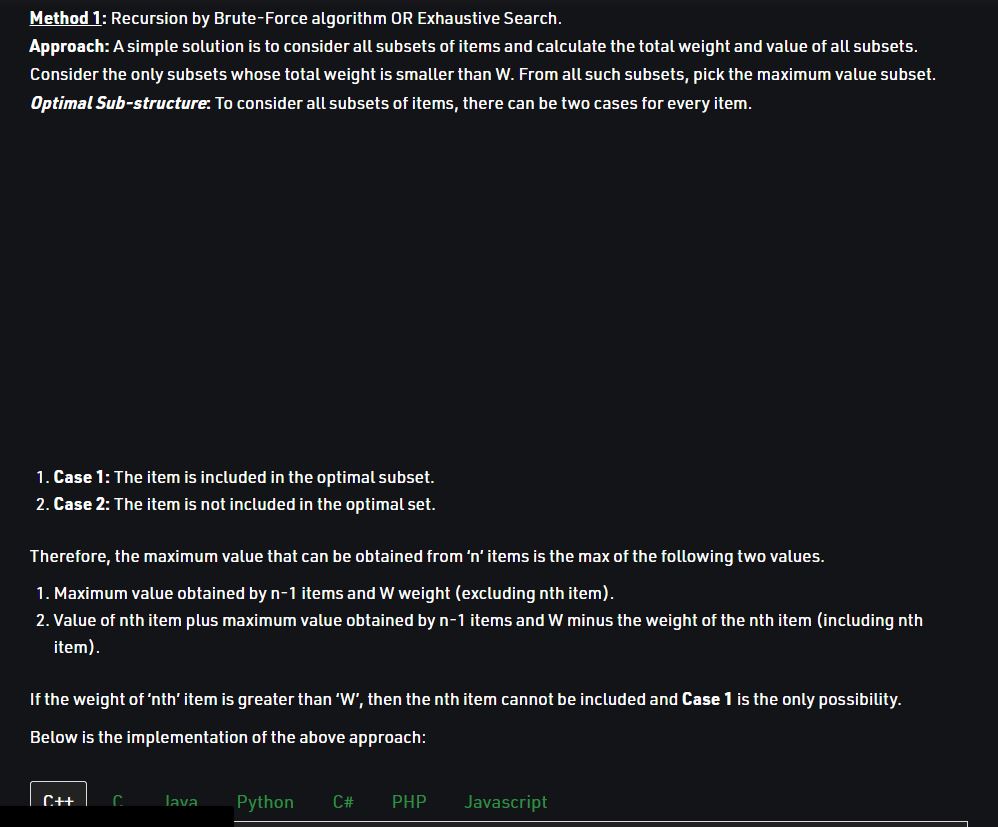 Method 1: Recursion by Brute-Force algorithm OR Exhaustive Search.
Approach: A simple solution is to consider all subsets of items and calculate the total weight and value of all subsets.
Consider the only subsets whose total weight is smaller than W. From all such subsets, pick the maximum value subset.
Optimal Sub-structure: To consider all subsets of items, there can be two cases for every item.
1. Case 1: The item is included in the optimal subset.
2. Case 2: The item is not included in the optimal set.
Therefore, the maximum value that can be obtained from ‘n’ items is the max of the following two values.
1. Maximum value obtained by n-1 items and W weight (excluding nth item).
2. Value of nth item plus maximum value obtained by n-1 items and W minus the weight of the nth item (including nth
item).
If the weight of ‘nth’ item is greater than ‘W’, then the nth item cannot be included and Case 1 is the only possibility.
Below is the implementation of the above approach:
C++ C Java Python C# PHP Javascript